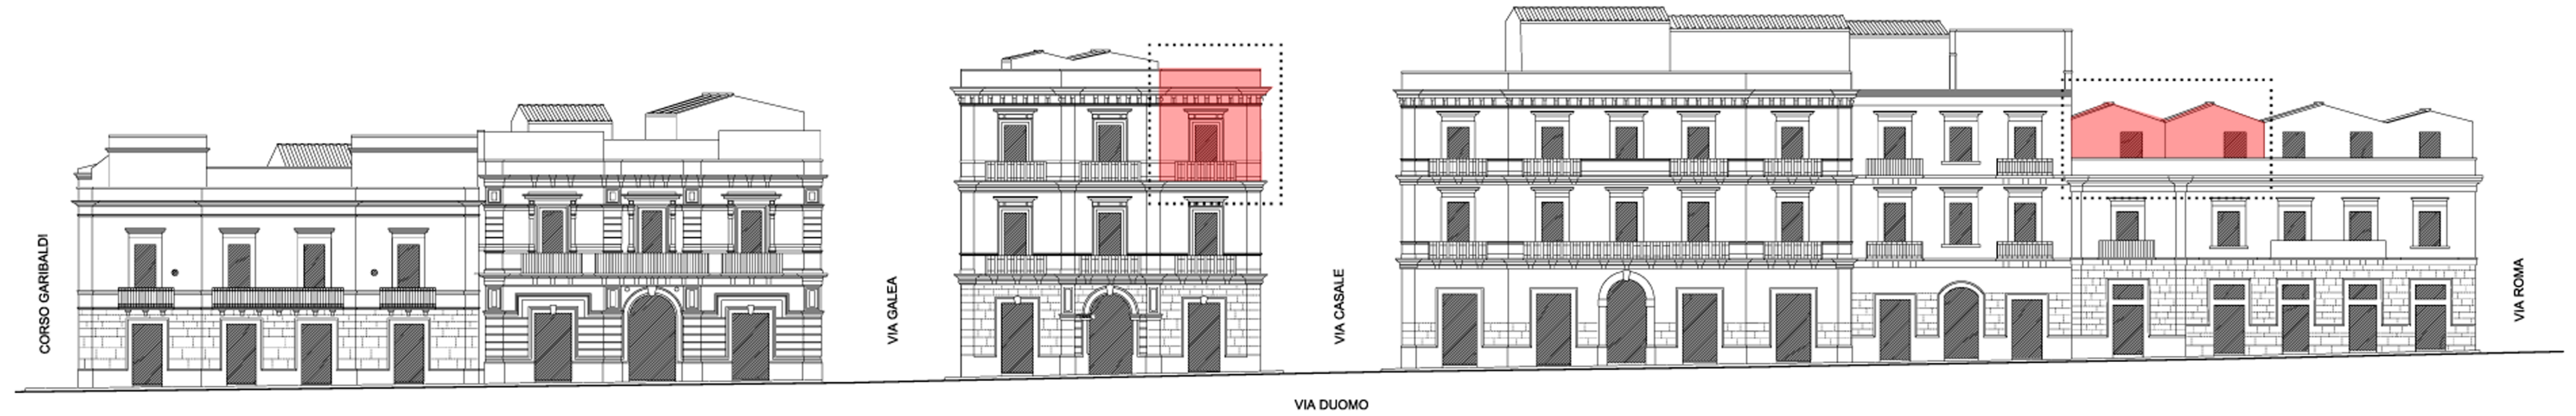 CORSO GARIBALDI
VIA GALEA
VIA CASALE
VIA ROMA
VIA DUOMO